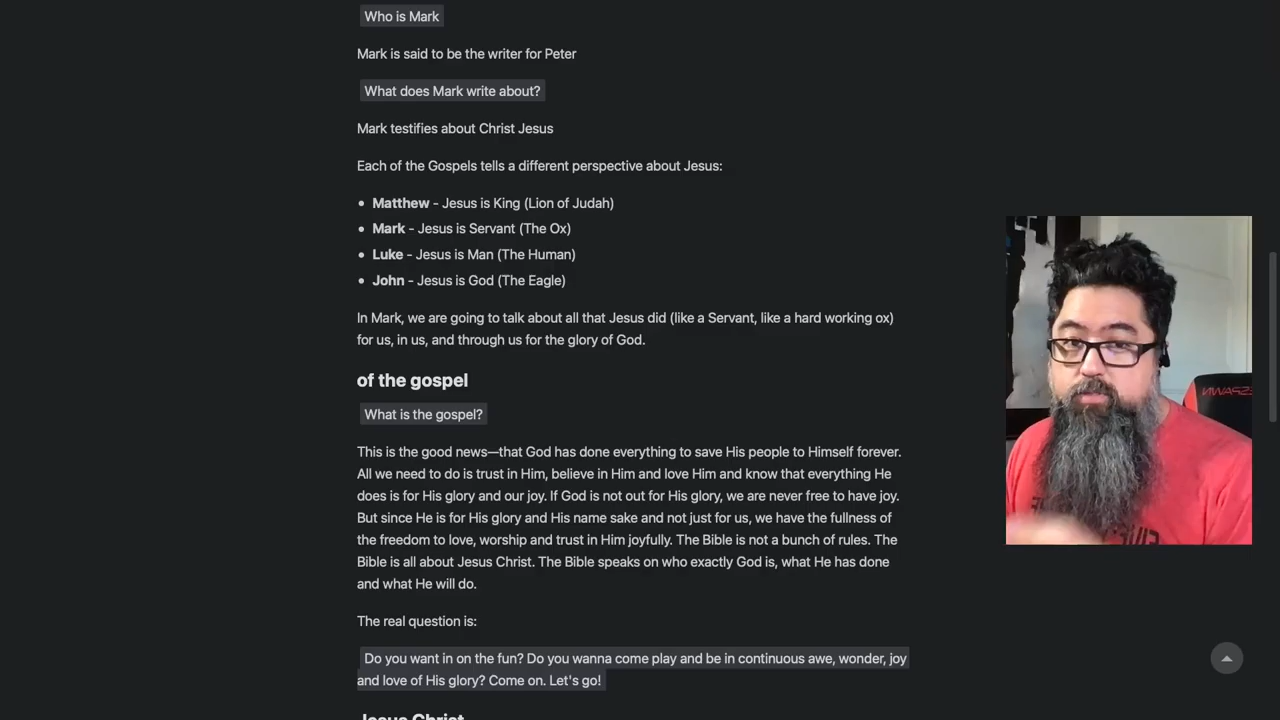 Who is Mark
Mark is said to be the writer for Peter
What does Mark write about?
Mark testifies about Christ Jesus
Each of the Gospels tells a different perspective about Jesus:
• Matthew - Jesus is King (Lion of Judah)
• Mark - Jesus is Servant (The Ox)
• Luke - Jesus is Man (The Human)
• John - Jesus is God (The Eagle)
In Mark, we are going to talk about all that Jesus did (like a Servant, like a hard working ox)
for us, in us, and through us for the glory of God.
of the gospel
What is the gospel?
This is the good news—that God has done everything to save His people to Himself forever.
All we need to do is trust in Him, believe in Him and love Him and know that everything He
does is for His glory and our joy. If God is not out for His glory, we are never free to have joy.
But since He is for His glory and His name sake and not just for us, we have the fullness of
the freedom to love, worship and trust in Him joyfully. The Bible is not a bunch of rules. The
Bible is all about Jesus Christ. The Bible speaks on who exactly God is, what He has done
and what He will do.
The real question is:
Do you want in on the fun? Do you wanna come play and be in continuous awe, wonder, joy
and love of His glory? Come on. Let's go!
Jesus Christ